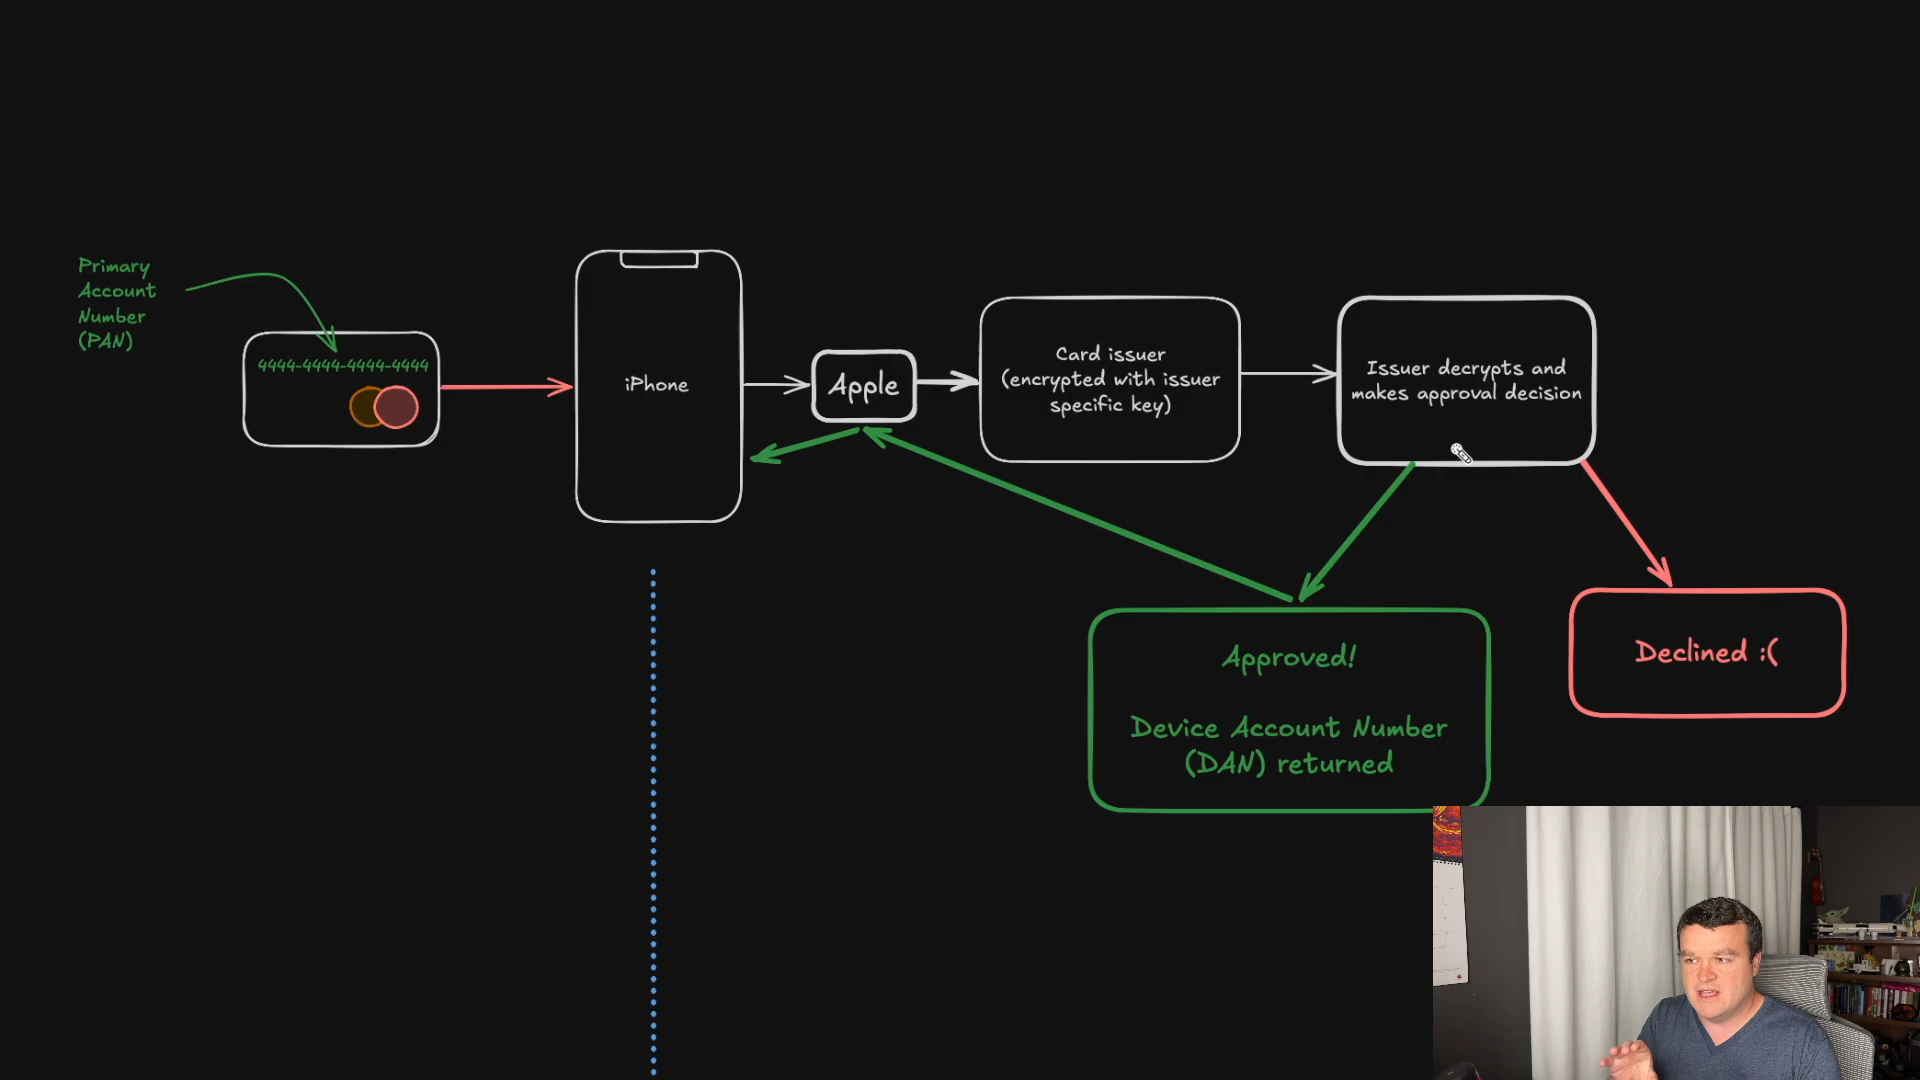 Primary
Account
Number
(PAN)
4444-4444-4444-4444
iPhone
Apple
Card issuer
(encrypted with issuer
specific key)
Issuer decrypts and
makes approval decision
Approved!
Device Account Number
(DAN) returned
Declined :(